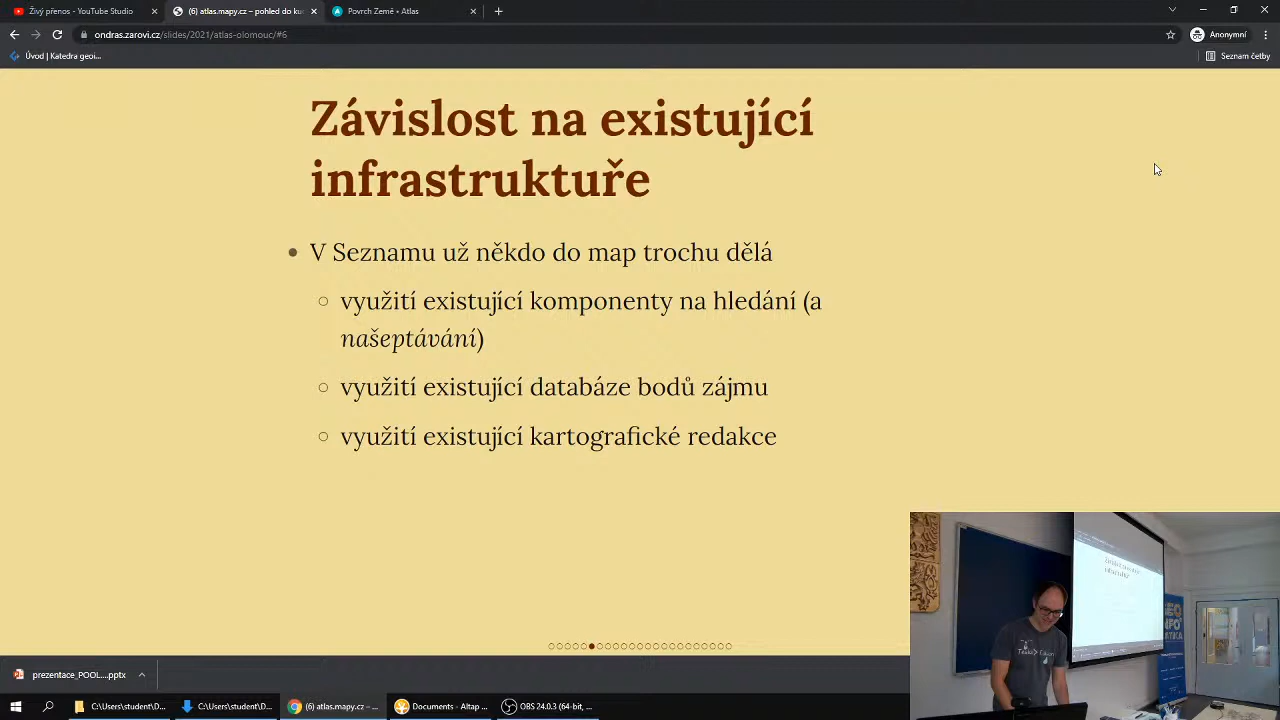 Živý přenos - YouTube Studio
(6) atlas.mapy.cz – pohled do ku
Povrch Země • Atlas
ondras.zarovi.cz/slides/2021/atlas-olomouc/#6
Anonymní
Úvod | Katedra geoi...
Seznam četby
Závislost na existující
infrastruktuře
V Seznamu už někdo do map trochu dělá
využití existující komponenty na hledání (a
našeptávání)
využití existující databáze bodů zájmu
využití existující kartografické redakce
prezentace_POOL....pptx
C:\Users\student\D...
C:\Users\student\D...
(6) atlas.mapy.cz – ...
Documents - Altap ...
OBS 24.0.3 (64-bit, ...